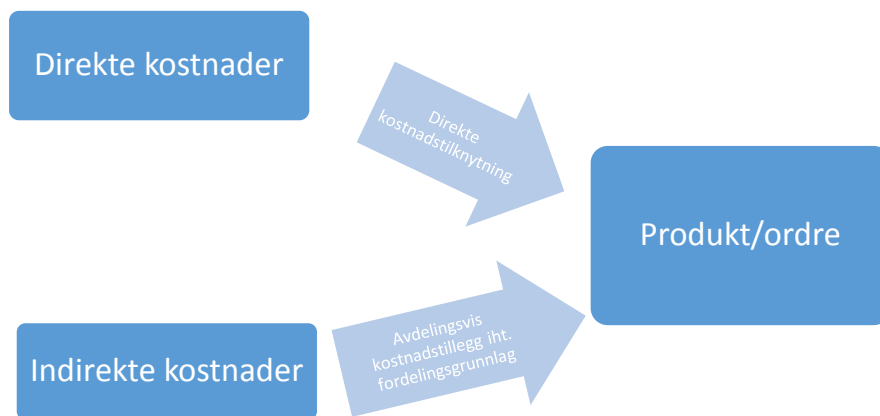 Direkte kostnader
Direkte
kostnadstilknytning
Produkt/ordre
Avdelingsvis
kostnadstillegg iht.
fordelingsgrunnlag
Indirekte kostnader